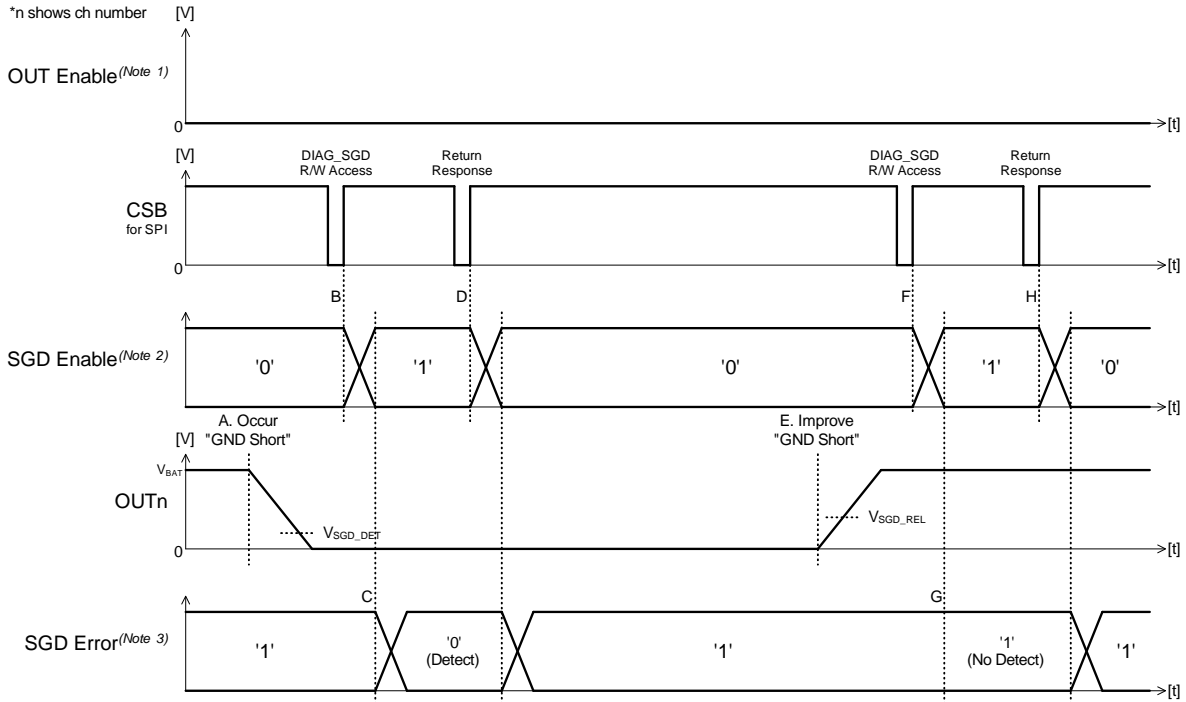 *n shows ch number
[V]
OUT Enable(Note 1)
0
[t]
[V]
DIAG_SGD
R/W Access
Return
Response
DIAG_SGD
R/W Access
Return
Response
CSB
for SPI
0
[t]
B
D
F
H
SGD Enable(Note 2)
'0'
'1'
'0'
'1'
'0'
[t]
A. Occur
"GND Short"
E. Improve
"GND Short"
[V]
VBAT
OUTn
VSGD_DET
VSGD_REL
0
[t]
C
G
SGD Error(Note 3)
'1'
'0'
(Detect)
'1'
'1'
(No Detect)
'1'
[t]